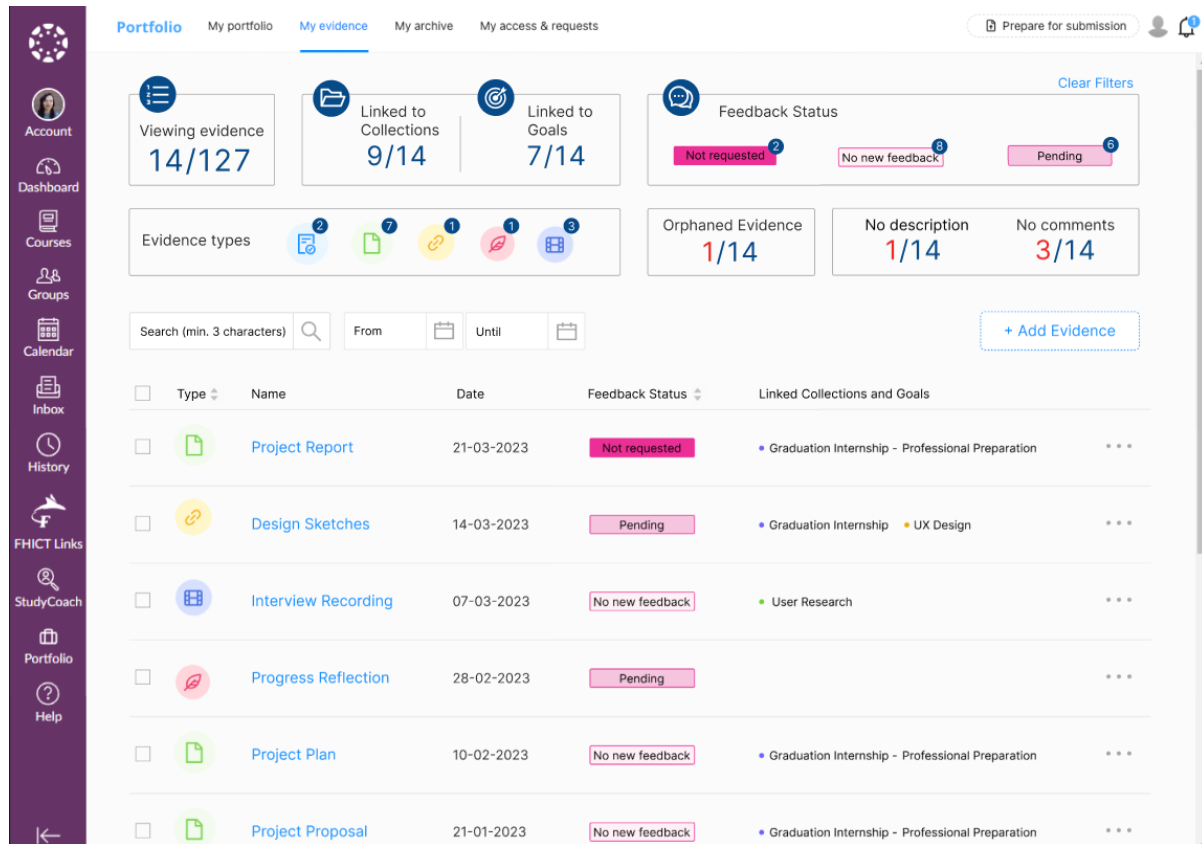 Portfolio My portfolio My evidence My archive My access & requests Prepare for submission 1
Account
Dashboard
Courses
Groups
Calendar
Inbox
History
FHICT Links
StudyCoach
Portfolio
Help
Clear Filters
Viewing evidence
14/127
Linked to
Collections
9/14
Linked to
Goals
7/14
Feedback Status
Not requested 2
No new feedback 8
Pending 6
Evidence types 2 7 1 1 3
Orphaned Evidence
1/14
No description
1/14
No comments
3/14
Search (min. 3 characters) From Until
+ Add Evidence
Type Name Date Feedback Status Linked Collections and Goals
Project Report 21-03-2023 Not requested • Graduation Internship - Professional Preparation
Design Sketches 14-03-2023 Pending • Graduation Internship • UX Design
Interview Recording 07-03-2023 No new feedback • User Research
Progress Reflection 28-02-2023 Pending
Project Plan 10-02-2023 No new feedback • Graduation Internship - Professional Preparation
Project Proposal 21-01-2023 No new feedback • Graduation Internship - Professional Preparation